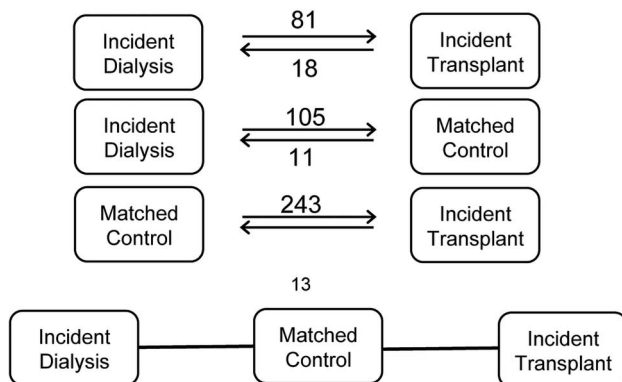 81
Incident
Dialysis
Incident
Transplant
18
105
Incident
Dialysis
Matched
Control
11
243
Matched
Control
Incident
Transplant
13
Incident
Dialysis
Matched
Control
Incident
Transplant